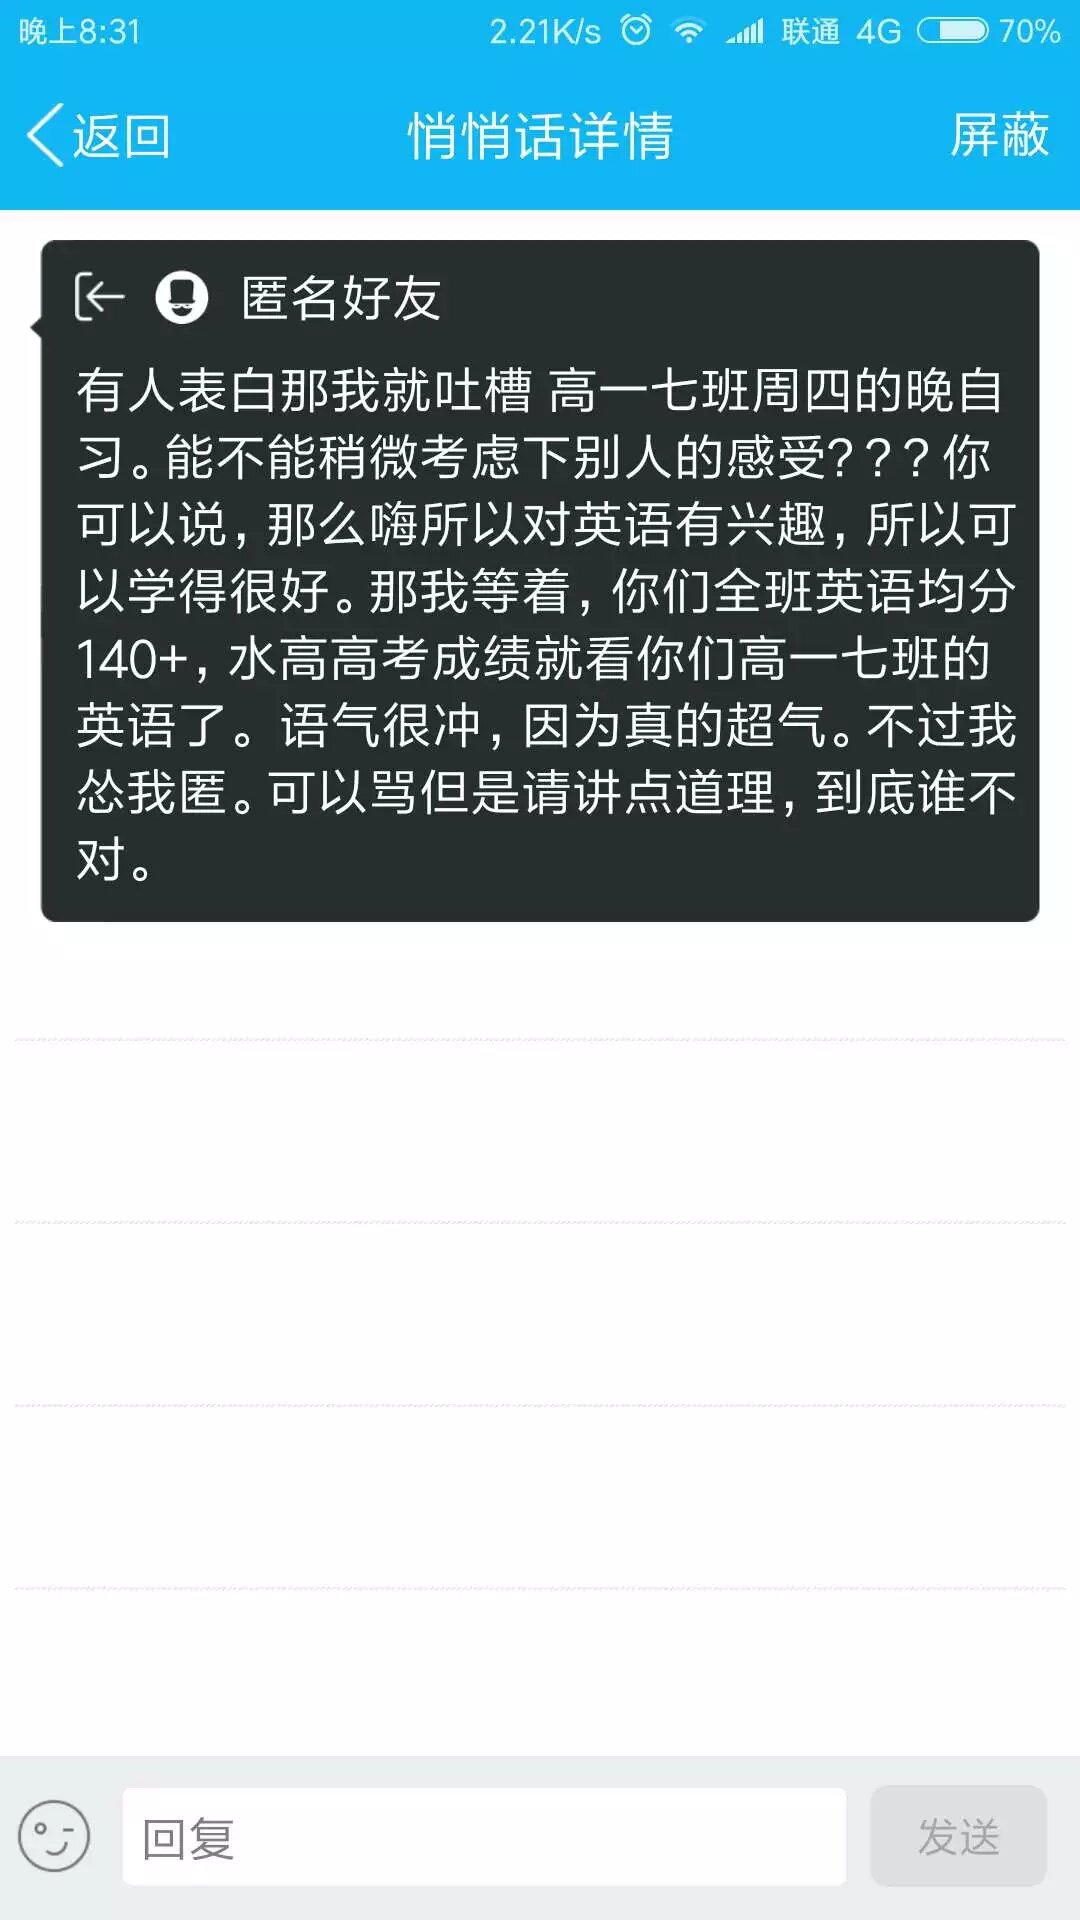 晚上8:31 2.21K/s 联通 4G 70%
返回 悄悄话详情 屏蔽
匿名好友
有人表白那我就吐槽 高一七班周四的晚自
习。能不能稍微考虑下别人的感受???你
可以说，那么嗨所以对英语有兴趣，所以可
以学得很好。那我等着，你们全班英语均分
140+，水高高考成绩就看你们高一七班的
英语了。语气很冲，因为真的超气。不过我
怂我匿。可以骂但是请讲点道理，到底谁不
对。
回复 发送